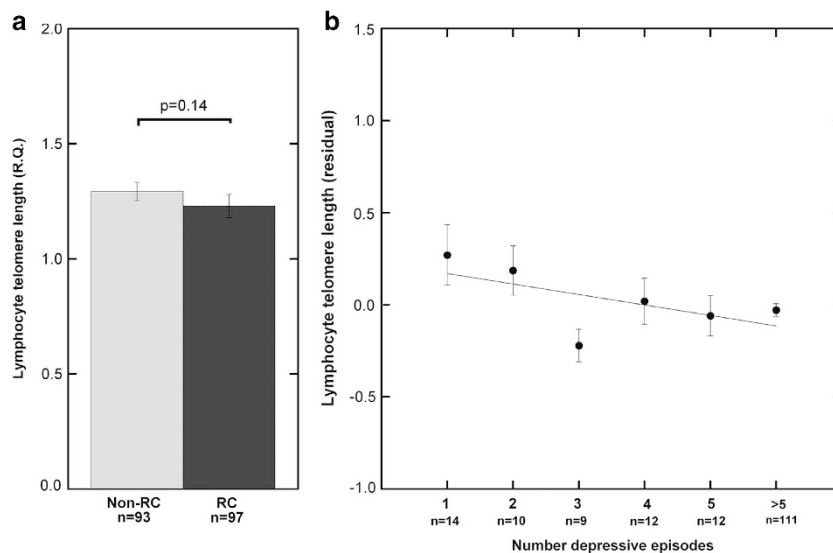 a
Lymphocyte telomere length (R.Q.)
2.0
1.5
1.0
0.5
0.0
p=0.14
Non-RC
n=93
RC
n=97
b
Lymphocyte telomere length (residual)
1.5
1.0
0.5
0.0
-0.5
-1.0
1 2 3 4 5 >5
n=14 n=10 n=9 n=12 n=12 n=111
Number depressive episodes